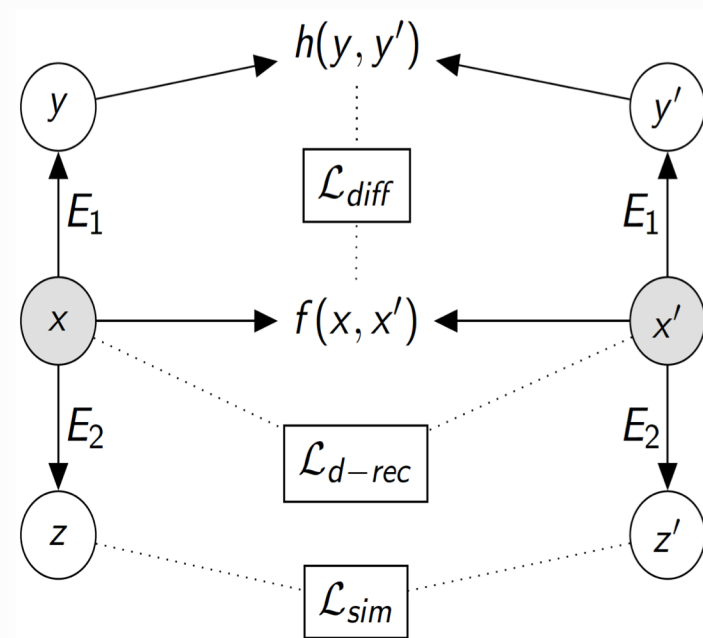 h(y, y′)
y
y′
ℒ_diff
E₁
E₁
x
f(x, x′)
x′
E₂
E₂
ℒ_d−rec
z
z′
ℒ_sim